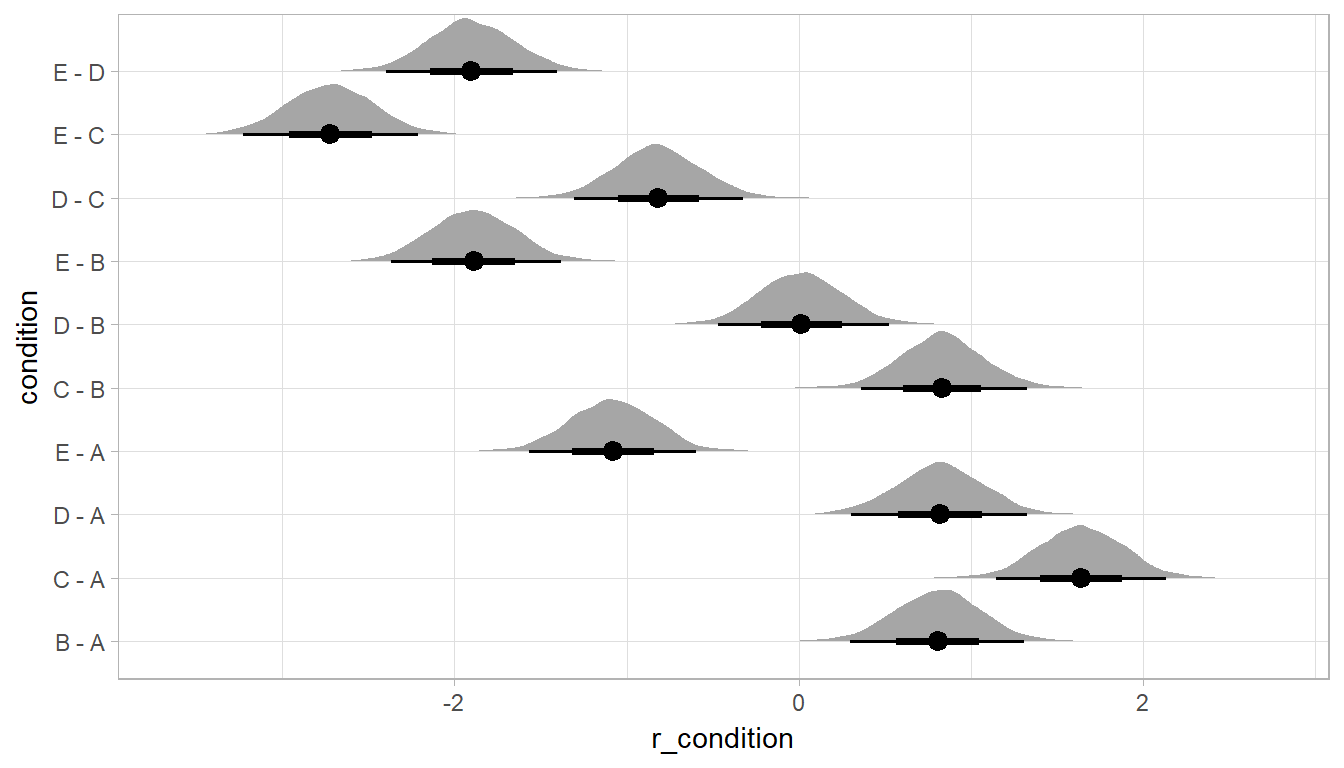 E - D
E - C
D - C
E - B
D - B
C - B
E - A
D - A
C - A
B - A
condition
-2 0 2
r_condition